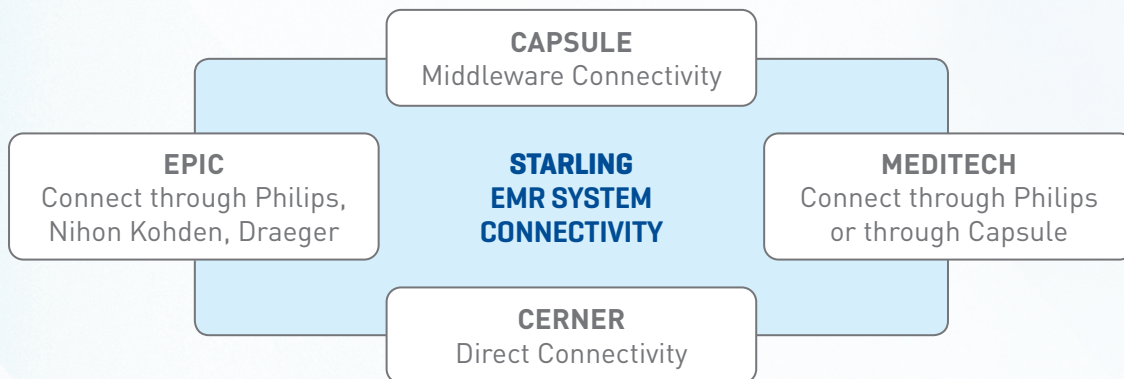 CAPSULE
Middleware Connectivity
EPIC
Connect through Philips,
Nihon Kohden, Draeger
STARLING
EMR SYSTEM
CONNECTIVITY
MEDITECH
Connect through Philips
or through Capsule
CERNER
Direct Connectivity